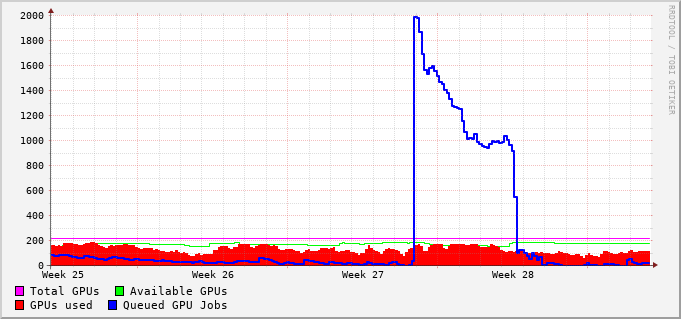 2000
1800
1600
1400
1200
1000
800
600
400
200
0
Week 25 Week 26 Week 27 Week 28
Total GPUs Available GPUs
GPUs used Queued GPU Jobs
RRDTOOL / TOBI OETIKER